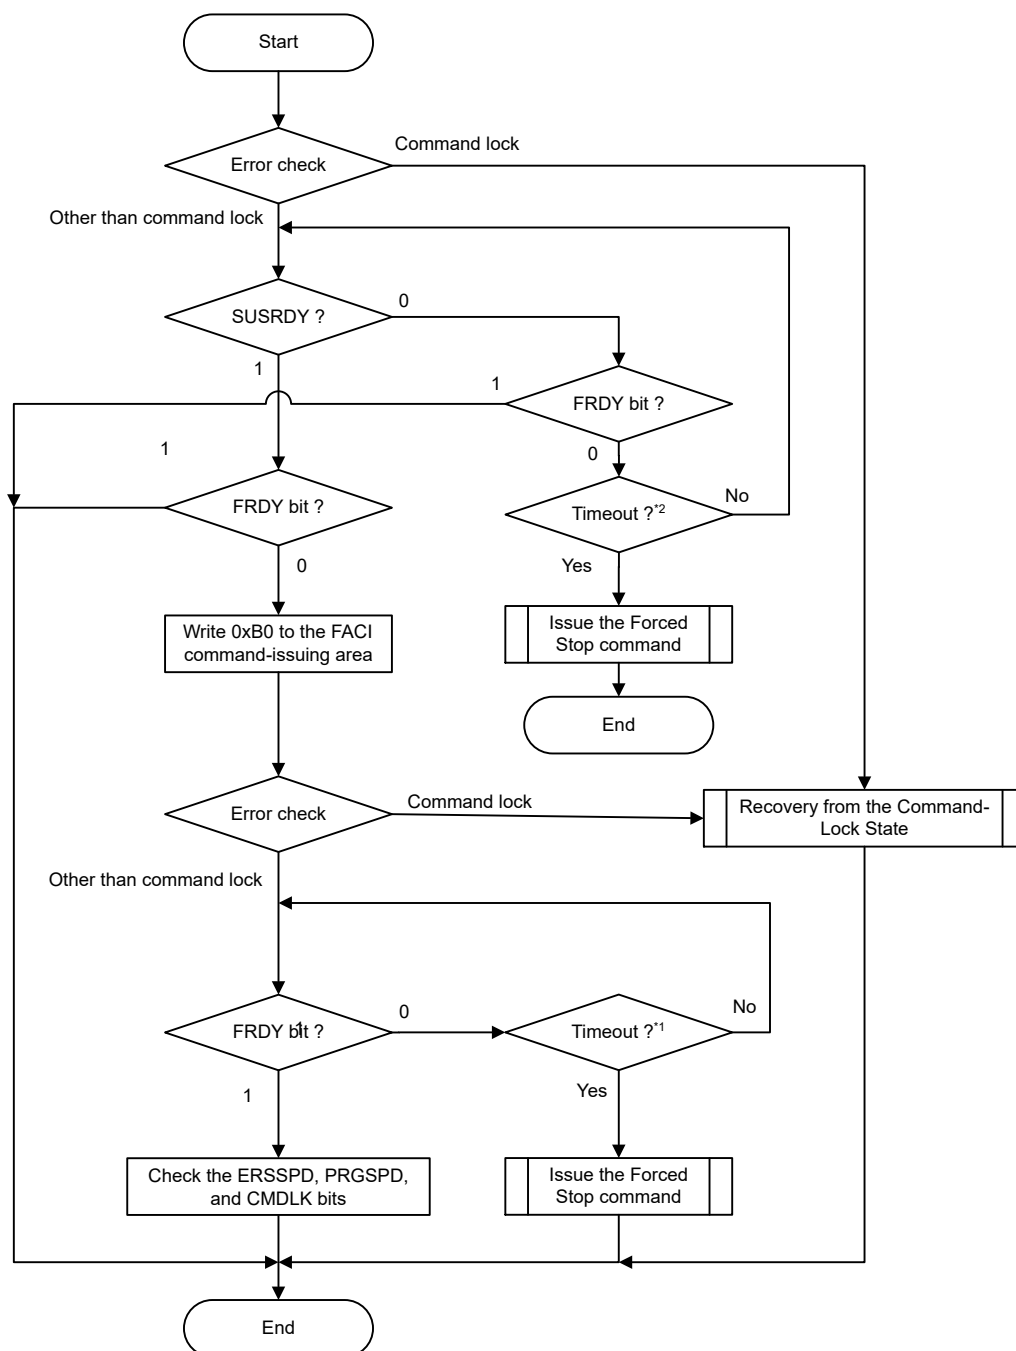 Start
Error check
Command lock
Other than command lock
SUSRDY ?
0
1
1
FRDY bit ?
0
1
FRDY bit ?
Timeout ?*2
No
0
Yes
Write 0xB0 to the FACI
command-issuing area
Issue the Forced
Stop command
End
Error check
Command lock
Recovery from the Command-
Lock State
Other than command lock
FRDY bit ?
1
0
Timeout ?*1
No
1
Yes
Check the ERSSPD, PRGSPD,
and CMDLK bits
Issue the Forced
Stop command
End